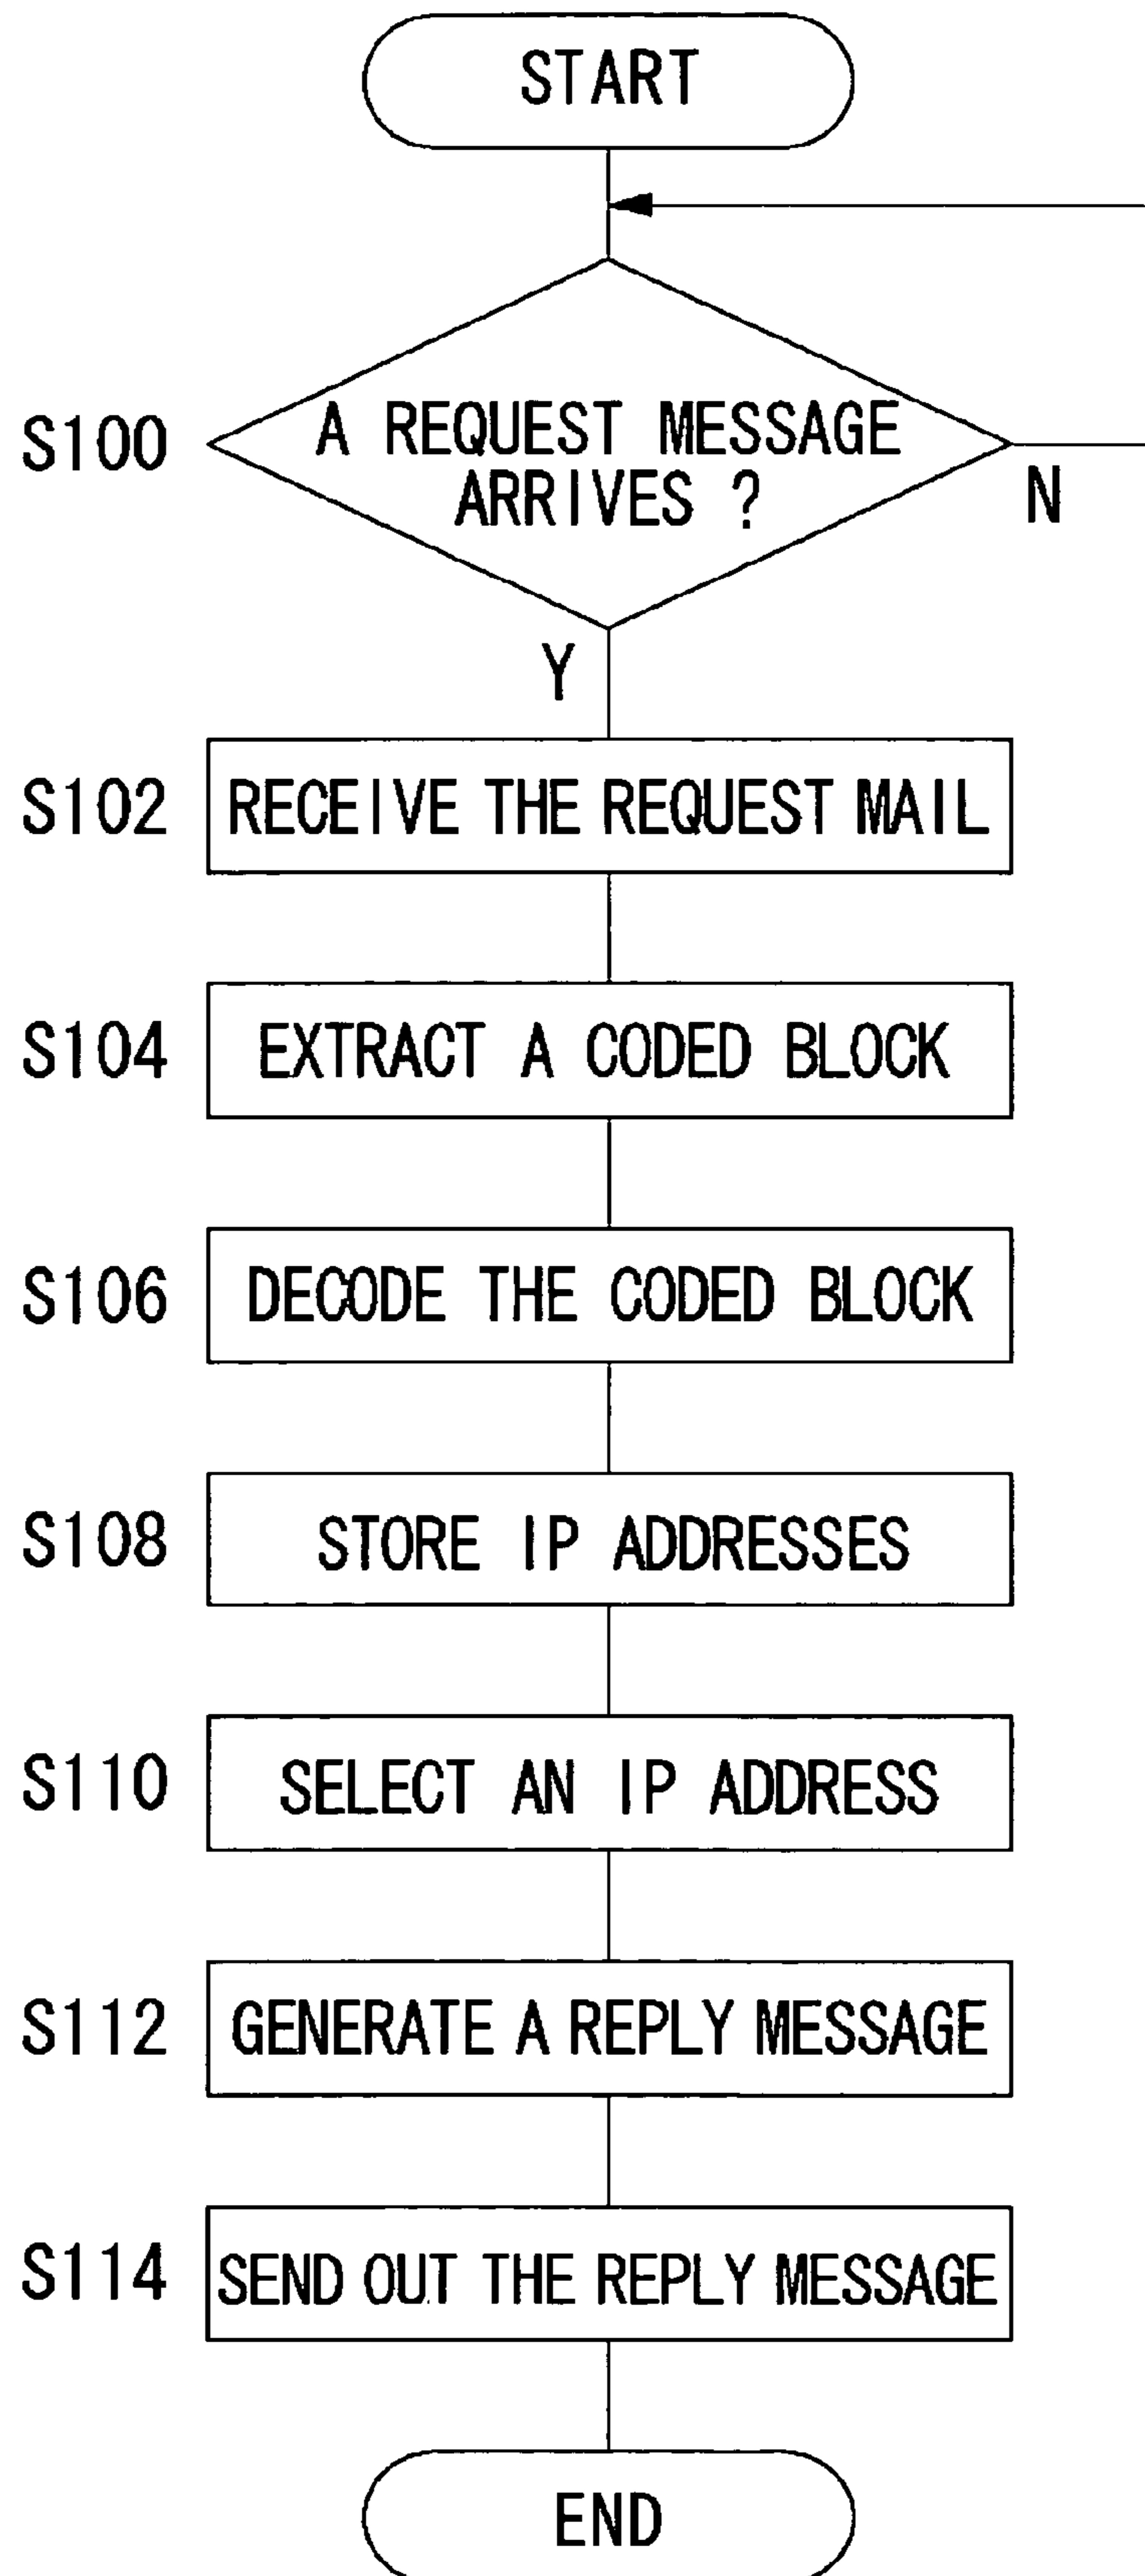 START
S100
A REQUEST MESSAGE
ARRIVES ?
N
Y
S102
RECEIVE THE REQUEST MAIL
S104
EXTRACT A CODED BLOCK
S106
DECODE THE CODED BLOCK
S108
STORE IP ADDRESSES
S110
SELECT AN IP ADDRESS
S112
GENERATE A REPLY MESSAGE
S114
SEND OUT THE REPLY MESSAGE
END